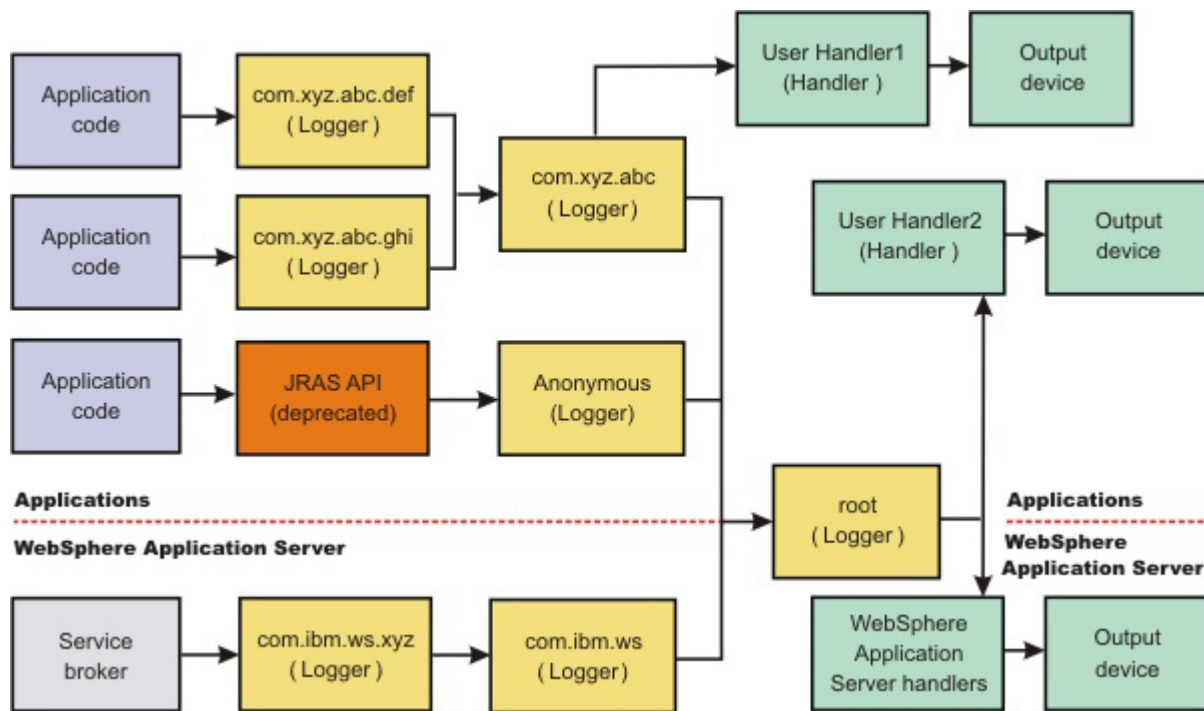 Application
code
com.xyz.abc.def
( Logger )
com.xyz.abc
( Logger)
User Handler1
(Handler )
Output
device
Application
code
com.xyz.abc.ghi
( Logger )
User Handler2
(Handler )
Output
device
Application
code
JRAS API
(deprecated)
Anonymous
(Logger)
Applications
WebSphere Application Server
root
( Logger )
Applications
WebSphere
Application Server
Service
broker
com.ibm.ws.xyz
( Logger )
com.ibm.ws
( Logger)
WebSphere
Application
Server handlers
Output
device